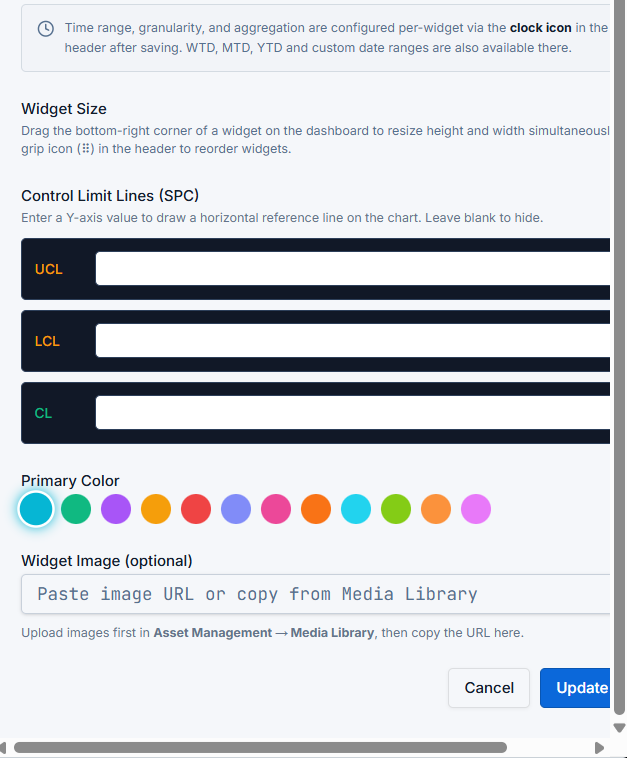 Time range, granularity, and aggregation are configured per-widget via the clock icon in the
header after saving. WTD, MTD, YTD and custom date ranges are also available there.
Widget Size
Drag the bottom-right corner of a widget on the dashboard to resize height and width simultaneousl
grip icon (⠿) in the header to reorder widgets.
Control Limit Lines (SPC)
Enter a Y-axis value to draw a horizontal reference line on the chart. Leave blank to hide.
UCL
LCL
CL
Primary Color
Widget Image (optional)
Paste image URL or copy from Media Library
Upload images first in Asset Management → Media Library, then copy the URL here.
Cancel
Update